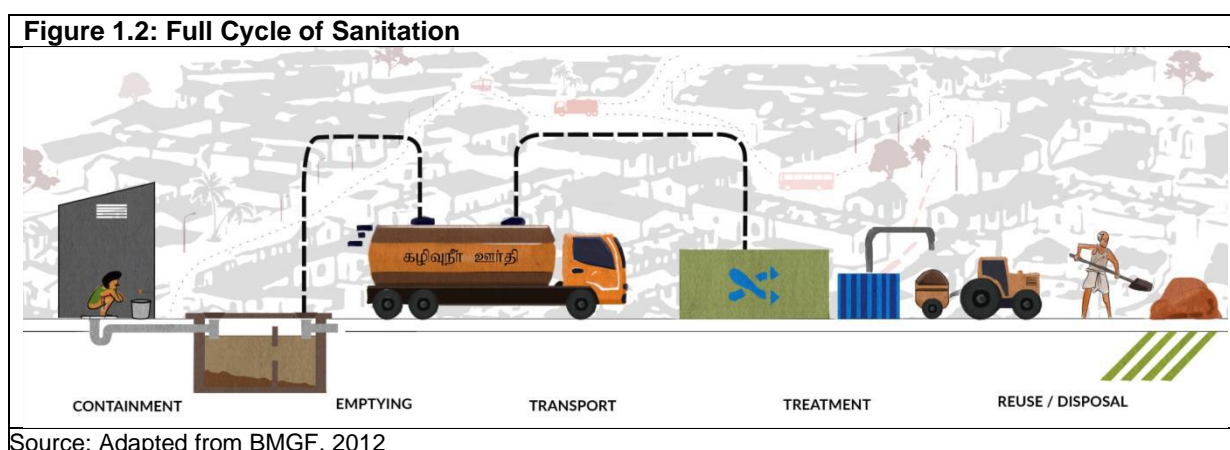 Figure 1.2: Full Cycle of Sanitation
கழிவுநீர் ஊர்தி
CONTAINMENT
EMPTYING
TRANSPORT
TREATMENT
REUSE / DISPOSAL
Source: Adapted from BMGF, 2012